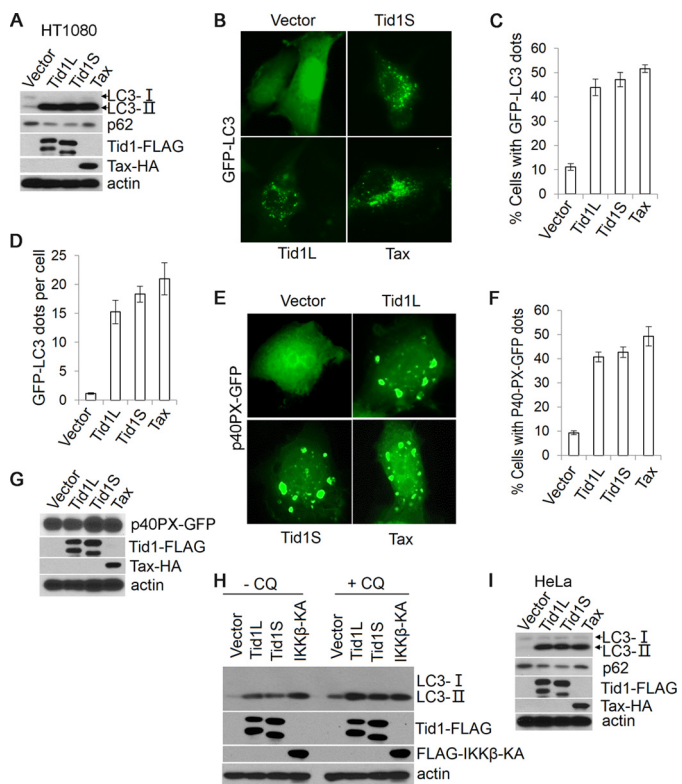 A
HT1080
Vector
Tid1L
Tid1S
Tax
LC3- I
LC3-II
p62
Tid1-FLAG
Tax-HA
actin
B
Vector
Tid1S
GFP-LC3
Tid1L
Tax
C
% Cells with GFP-LC3 dots
60
50
40
30
20
10
0
Vector
Tid1L
Tid1S
Tax
D
GFP-LC3 dots per cell
25
20
15
10
5
0
Vector
Tid1L
Tid1S
Tax
E
Vector
Tid1L
p40PX-GFP
Tid1S
Tax
F
% Cells with P40-PX-GFP dots
60
40
20
0
Vector
Tid1L
Tid1S
Tax
G
Vector
Tid1L
Tid1S
Tax
p40PX-GFP
Tid1-FLAG
Tax-HA
actin
H
- CQ
+ CQ
Vector
Tid1L
Tid1S
IKKβ-KA
Vector
Tid1L
Tid1S
IKKβ-KA
LC3- I
LC3-II
Tid1-FLAG
FLAG-IKKβ-KA
actin
I
HeLa
Vector
Tid1L
Tid1S
Tax
LC3- I
LC3-II
p62
Tid1-FLAG
Tax-HA
actin